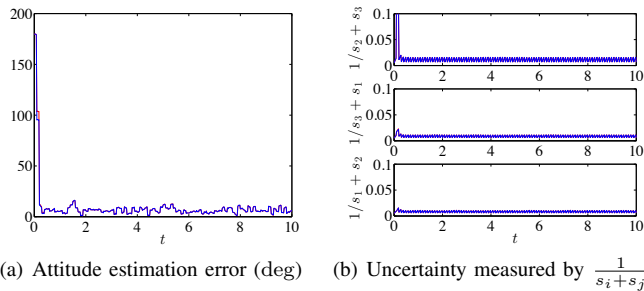 200
150
100
50
0
0 2 4 6 8 10
t
(a) Attitude estimation error (deg)
0.1
0.05
0
1/s₂ + s₃
0 2 4 6 8 10
0.1
0.05
0
1/s₃ + s₁
0 2 4 6 8 10
0.1
0.05
0
1/s₁ + s₂
0 2 4 6 8 10
t
(b) Uncertainty measured by 1/(sᵢ+sⱼ)